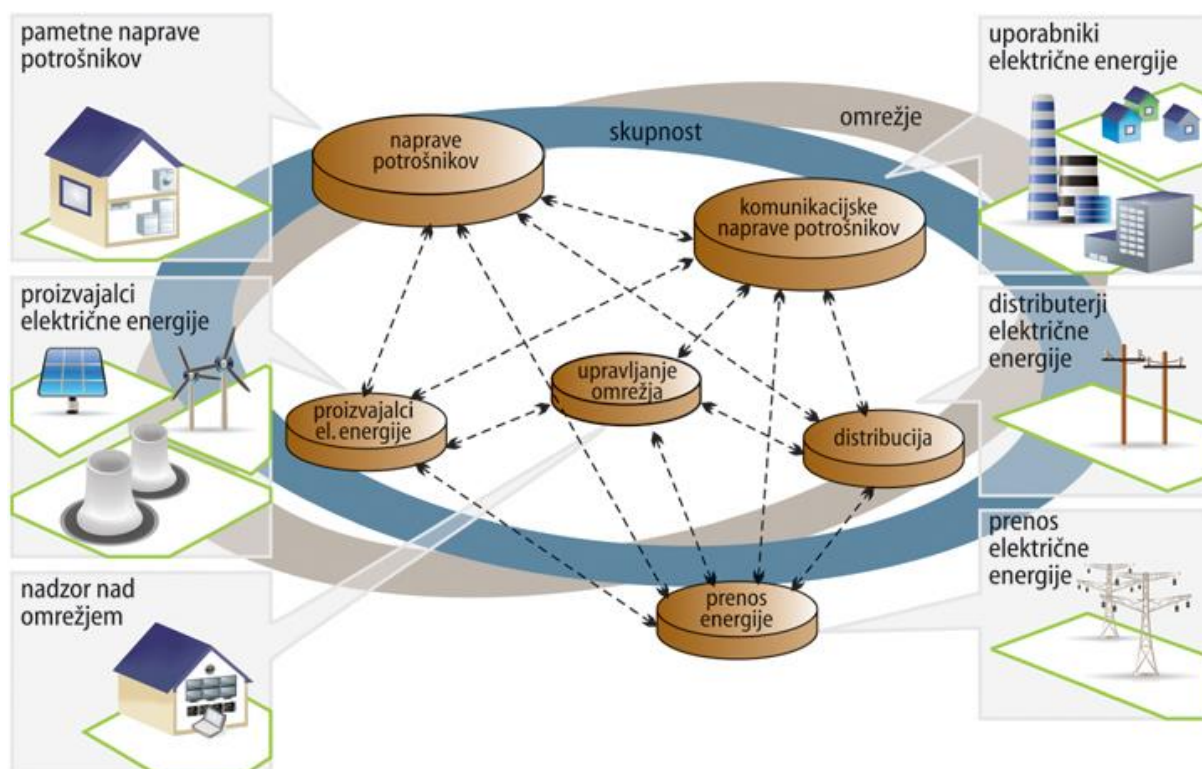 pametne naprave
potrošnikov
uporabniki
električne energije
omrežje
skupnost
naprave
potrošnikov
komunikacijske
naprave potrošnikov
proizvajalci
električne energije
distributerji
električne
energije
upravljanje
omrežja
proizvajalci
el. energije
distribucija
prenos
električne
energije
nadzor nad
omrežjem
prenos
energije